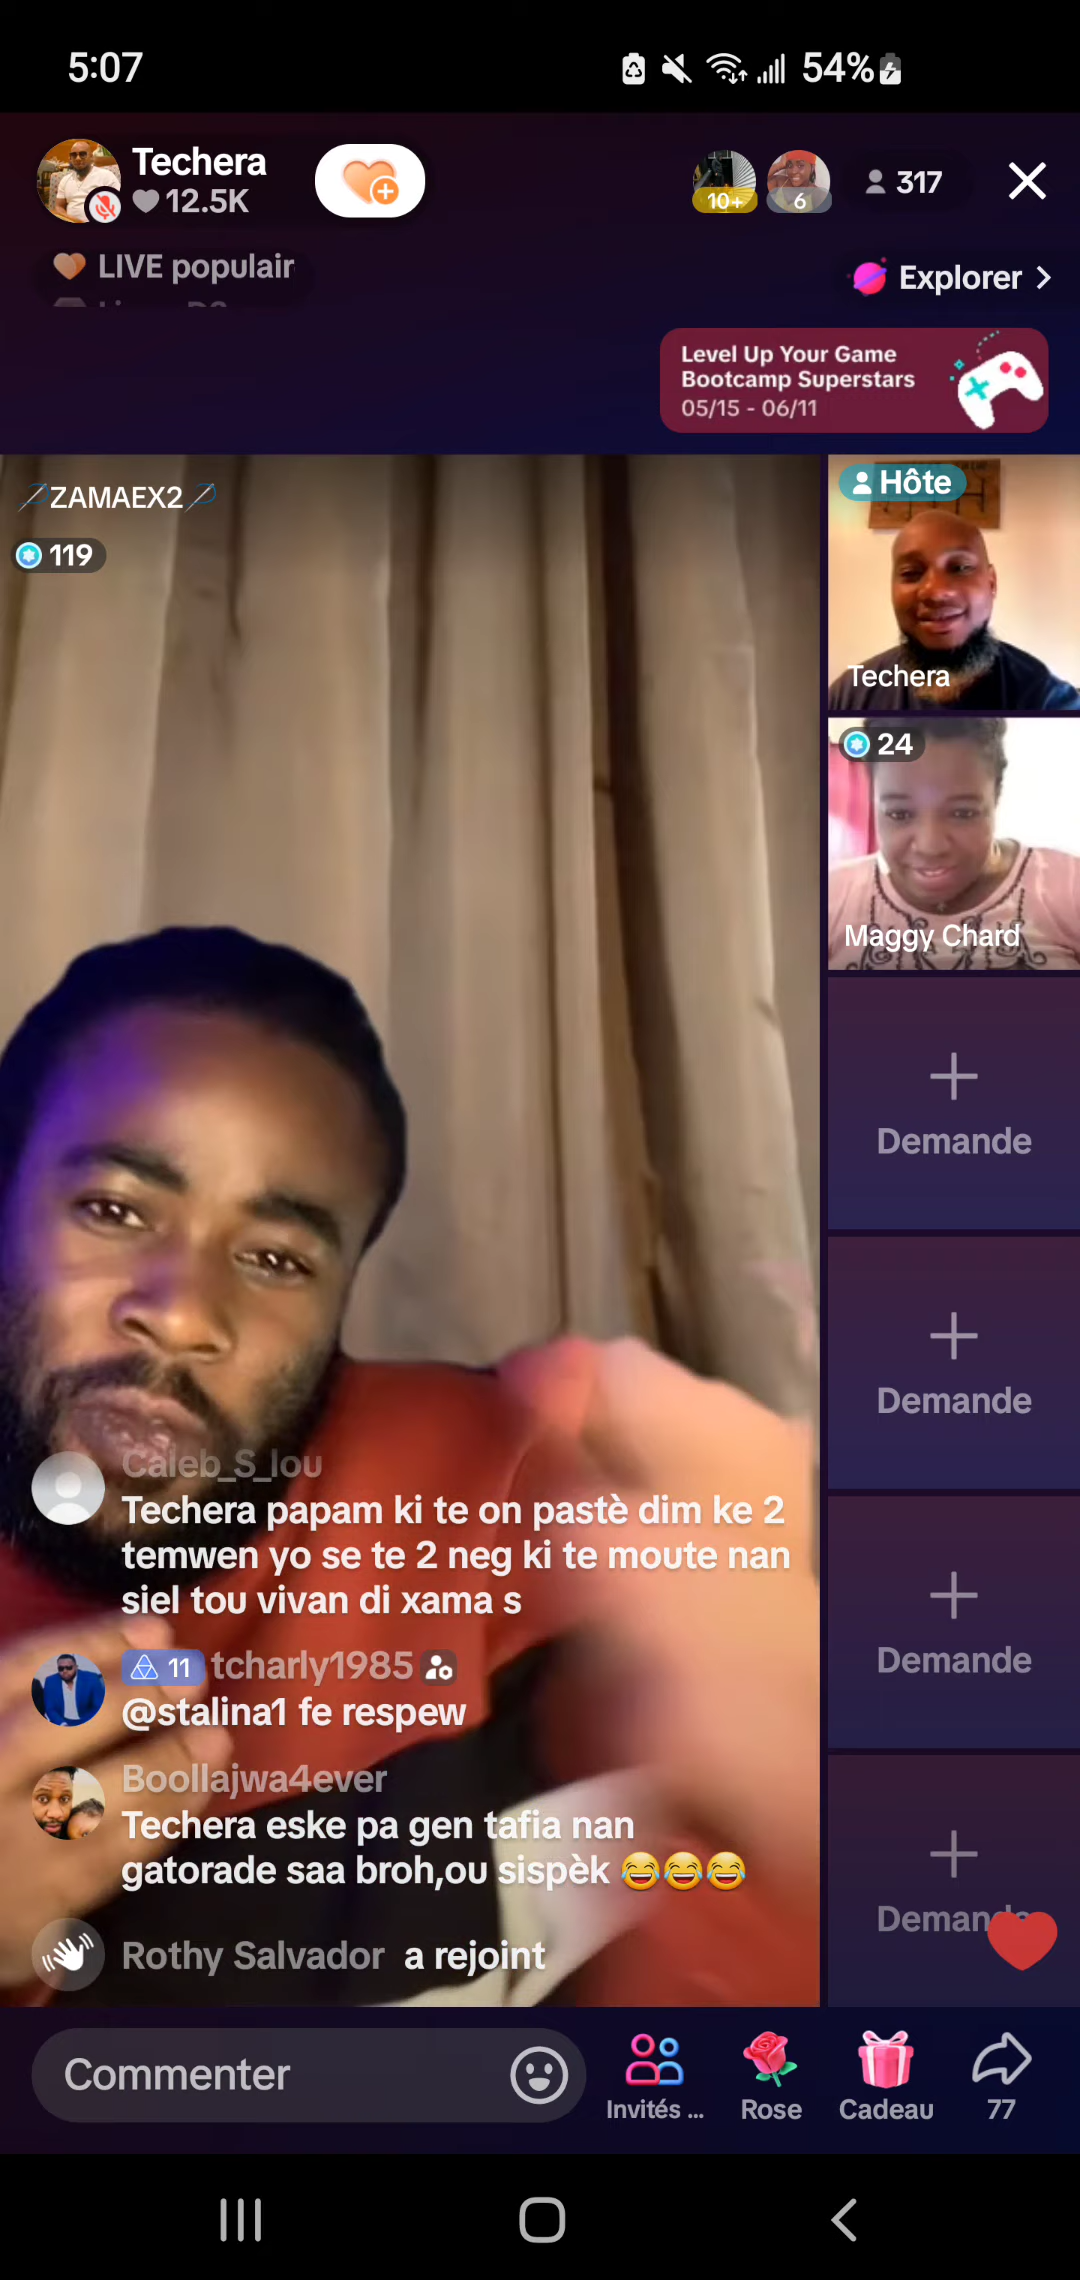 5:07
54%
Techera
12.5K
10+
6
317
LIVE populair
Explorer
Level Up Your Game
Bootcamp Superstars
05/15 - 06/11
ZAMAEX2
119
Hôte
Techera
24
Maggy Chard
Demande
Demande
Demande
Demande
Caleb_S_lou
Techera papam ki te on pastè dim ke 2
temwen yo se te 2 neg ki te moute nan
siel tou vivan di xama s
11 tcharly1985
@stalina1 fe respew
Boollajwa4ever
Techera eske pa gen tafia nan
gatorade saa broh,ou sispèk 😂😂😂
Rothy Salvador a rejoint
Commenter
Invités ...
Rose
Cadeau
77